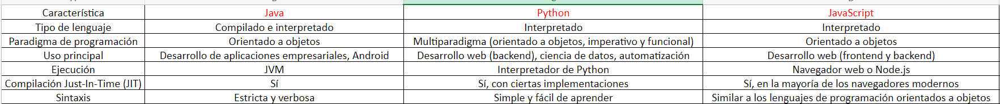 Característica Java Python JavaScript
Tipo de lenguaje Compilado e interpretado Interpretado Interpretado
Paradigma de programación Orientado a objetos Multiparadigma (orientado a objetos, imperativo y funcional) Orientado a objetos
Uso principal Desarrollo de aplicaciones empresariales, Android Desarrollo web (backend), ciencia de datos, automatización Desarrollo web (frontend y backend)
Ejecución JVM Interpretador de Python Navegador web o Node.js
Compilación Just-In-Time (JIT) Sí Sí, con ciertas implementaciones Sí, en la mayoría de los navegadores modernos
Sintaxis Estricta y verbosa Simple y fácil de aprender Similar a los lenguajes de programación orientados a objetos